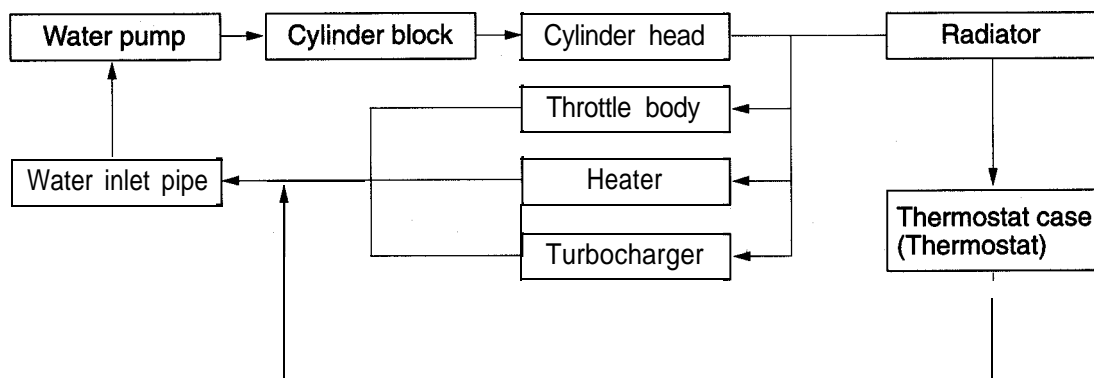 Water pump
Cylinder block
Cylinder head
Radiator
Throttle body
Water inlet pipe
Heater
Thermostat case
(Thermostat)
Turbocharger